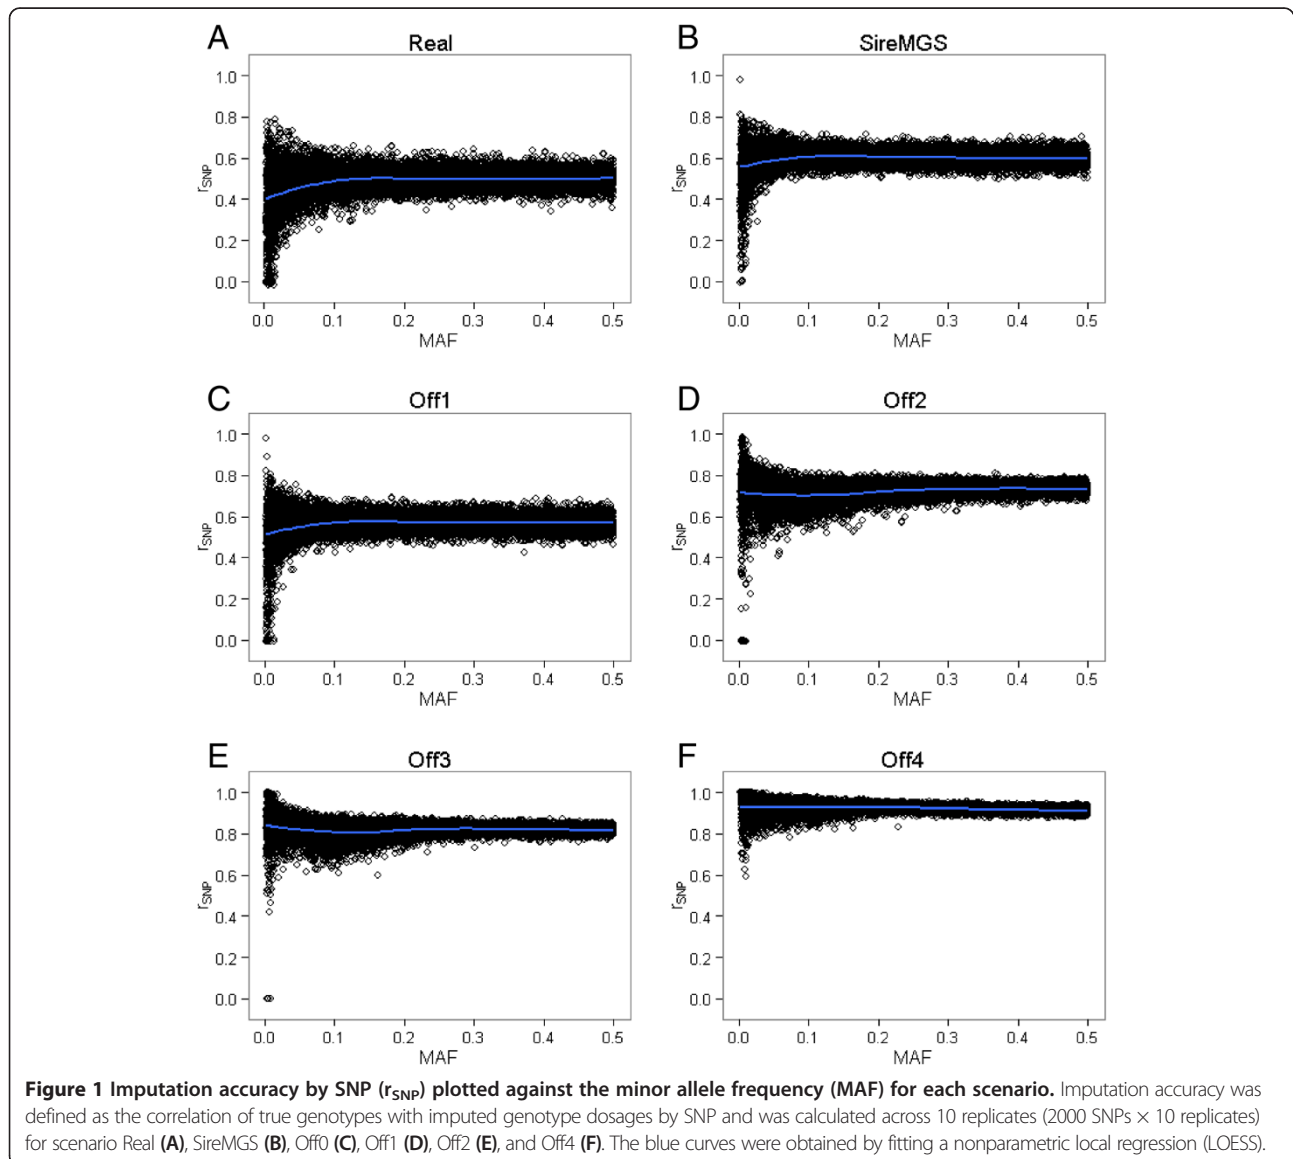 A
Real
1.0
0.8
0.6
0.4
0.2
0.0
rSNP
0.0 0.1 0.2 0.3 0.4 0.5
MAF
B
SireMGS
1.0
0.8
0.6
0.4
0.2
0.0
rSNP
0.0 0.1 0.2 0.3 0.4 0.5
MAF
C
Off1
1.0
0.8
0.6
0.4
0.2
0.0
rSNP
0.0 0.1 0.2 0.3 0.4 0.5
MAF
D
Off2
1.0
0.8
0.6
0.4
0.2
0.0
rSNP
0.0 0.1 0.2 0.3 0.4 0.5
MAF
E
Off3
1.0
0.8
0.6
0.4
0.2
0.0
rSNP
0.0 0.1 0.2 0.3 0.4 0.5
MAF
F
Off4
1.0
0.8
0.6
0.4
0.2
0.0
rSNP
0.0 0.1 0.2 0.3 0.4 0.5
MAF
Figure 1 Imputation accuracy by SNP (rSNP) plotted against the minor allele frequency (MAF) for each scenario. Imputation accuracy was
defined as the correlation of true genotypes with imputed genotype dosages by SNP and was calculated across 10 replicates (2000 SNPs × 10 replicates)
for scenario Real (A), SireMGS (B), Off0 (C), Off1 (D), Off2 (E), and Off4 (F). The blue curves were obtained by fitting a nonparametric local regression (LOESS).